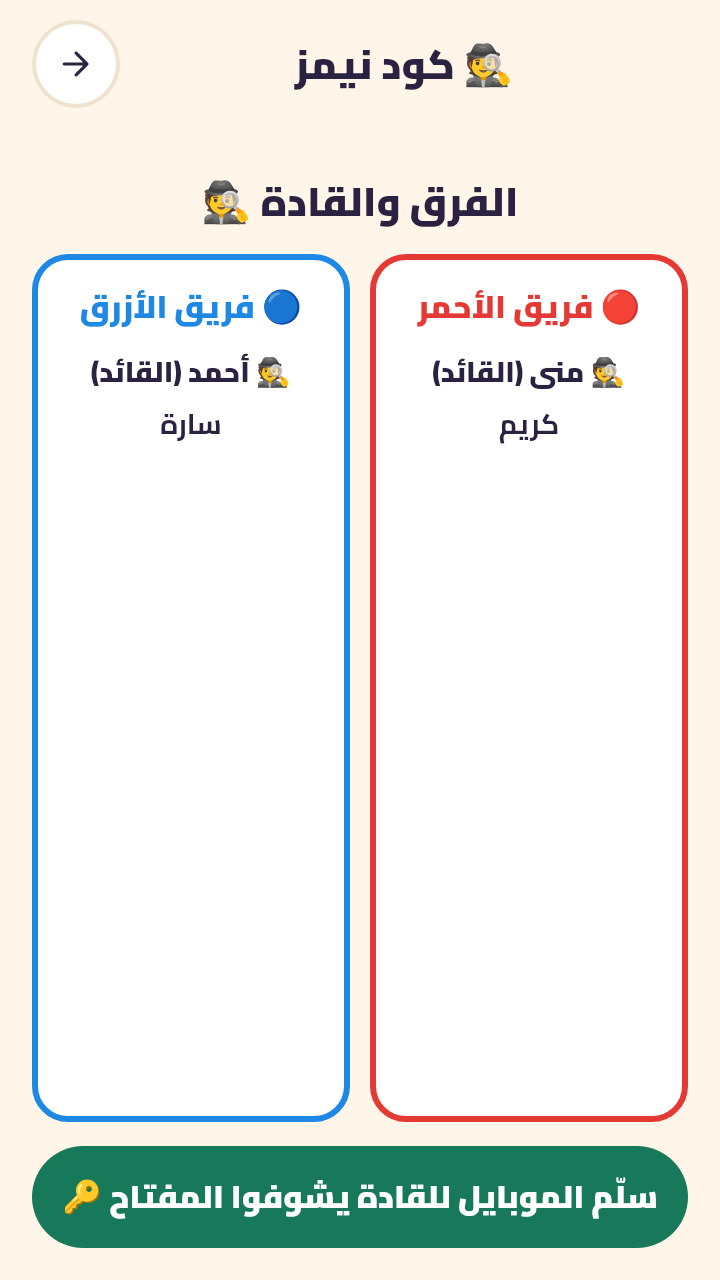 🕵️ كود نيمز
الفرق والقادة 🕵️
🔴 فريق الأحمر
🕵️ منى (القائد)
كريم
🔵 فريق الأزرق
🕵️ أحمد (القائد)
سارة
سلّم الموبايل للقادة يشوفوا المفتاح 🔑